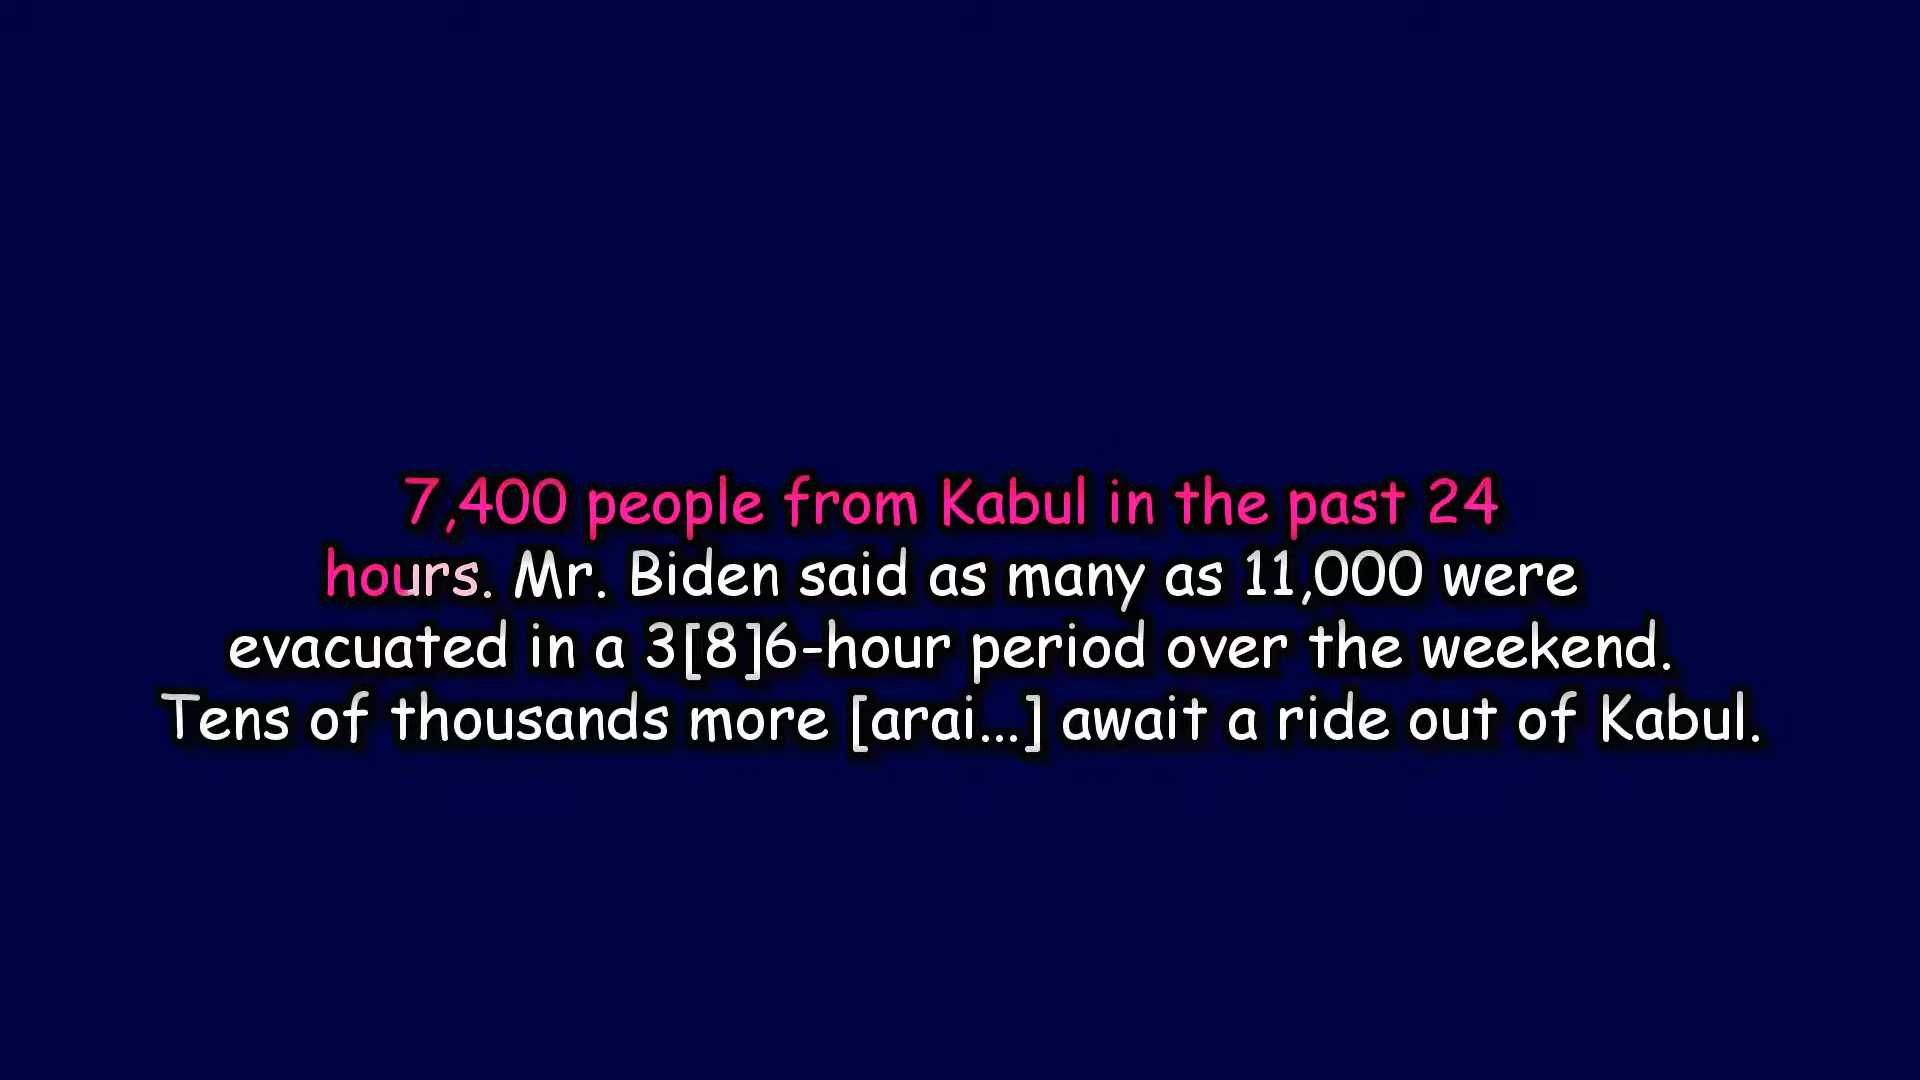 7,400 people from Kabul in the past 24
hours. Mr. Biden said as many as 11,000 were
evacuated in a 3[8]6-hour period over the weekend.
Tens of thousands more [arai...] await a ride out of Kabul.